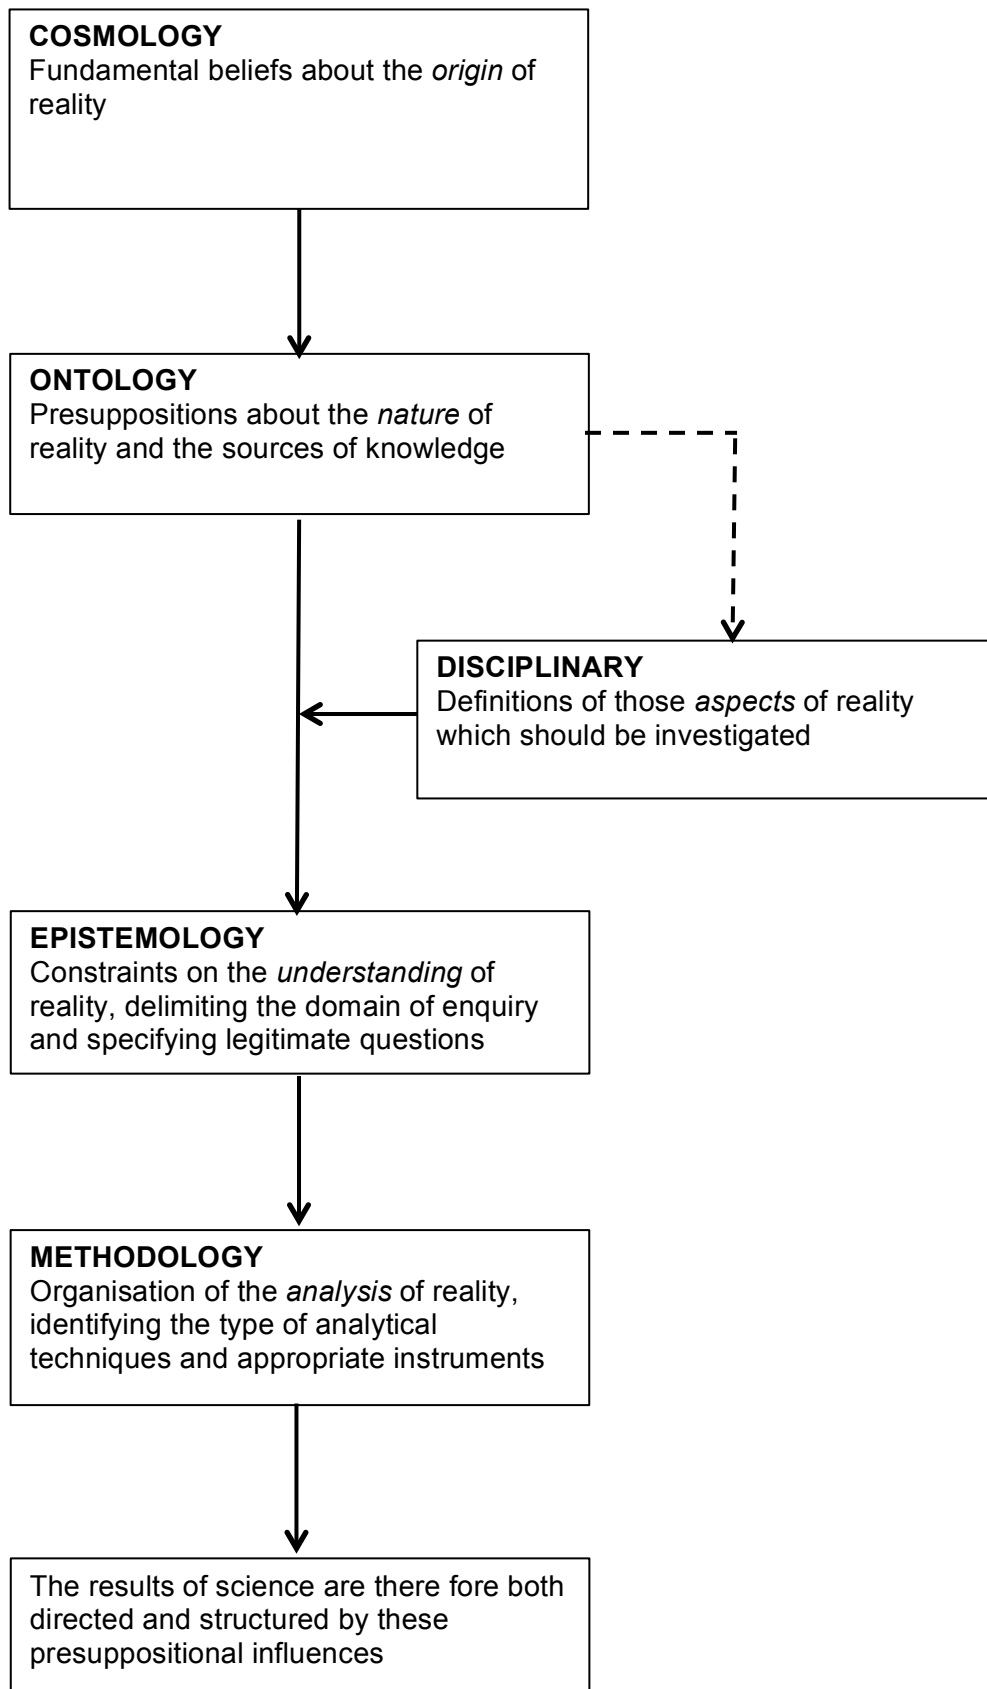 COSMOLOGY
Fundamental beliefs about the origin of
reality
ONTOLOGY
Presuppositions about the nature of
reality and the sources of knowledge
DISCIPLINARY
Definitions of those aspects of reality
which should be investigated
EPISTEMOLOGY
Constraints on the understanding of
reality, delimiting the domain of enquiry
and specifying legitimate questions
METHODOLOGY
Organisation of the analysis of reality,
identifying the type of analytical
techniques and appropriate instruments
The results of science are there fore both
directed and structured by these
presuppositional influences